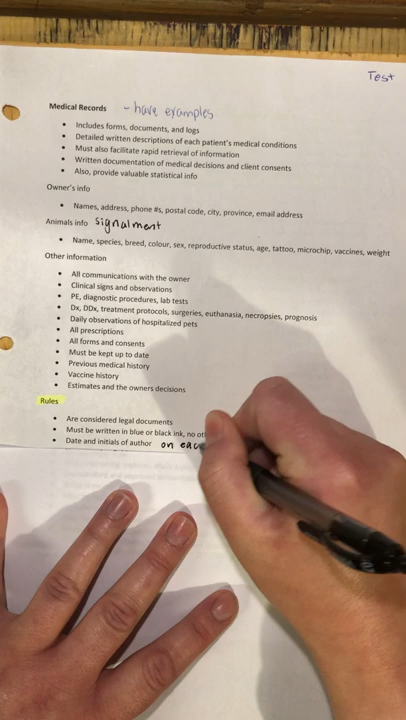 Test
Medical Records - have examples
• Includes forms, documents, and logs
• Detailed written descriptions of each patient's medical conditions
• Must also facilitate rapid retrieval of information
• Written documentation of medical decisions and client consents
• Also, provide valuable statistical info
Owner's info
• Names, address, phone #s, postal code, city, province, email address
Animals info signalment
• Name, species, breed, colour, sex, reproductive status, age, tattoo, microchip, vaccines, weight
Other information
• All communications with the owner
• Clinical signs and observations
• PE, diagnostic procedures, lab tests
• Dx, DDx, treatment protocols, surgeries, euthanasia, necropsies, prognosis
• Daily observations of hospitalized pets
• All prescriptions
• All forms and consents
• Must be kept up to date
• Previous medical history
• Vaccine history
• Estimates and the owners decisions
Rules
• Are considered legal documents
• Must be written in blue or black ink, no
• Date and initials of author on